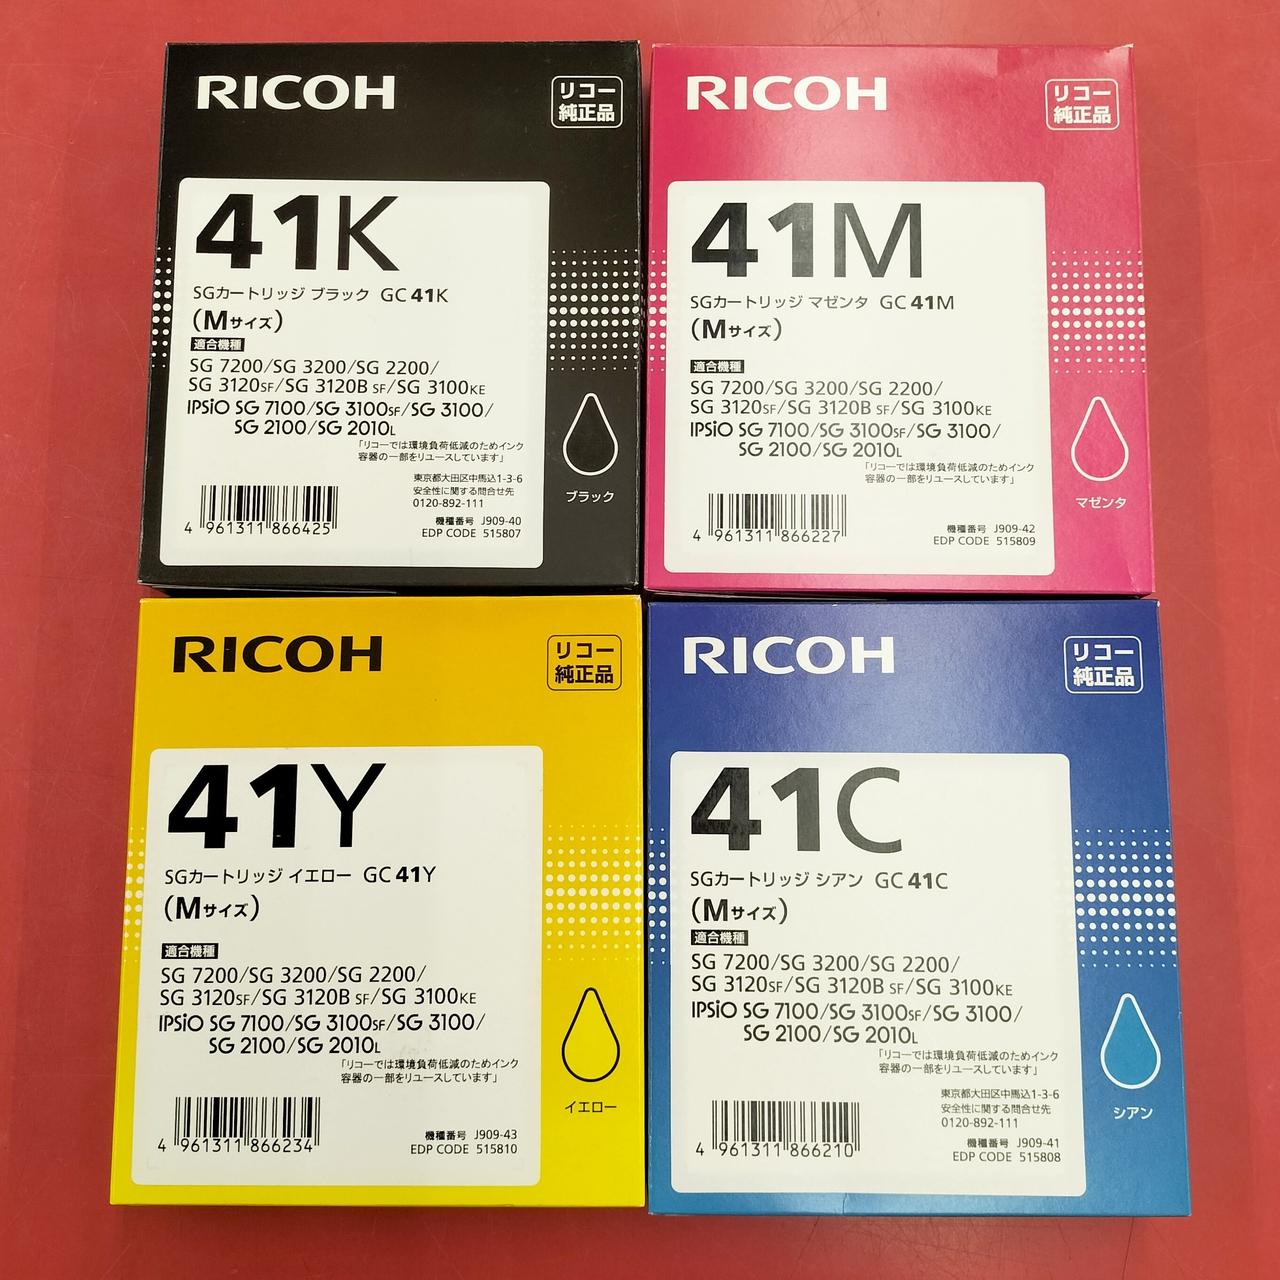 RICOH
リコー
純正品
41K
SGカートリッジ ブラック GC 41K
(Mサイズ)
適合機種
SG 7200/SG 3200/SG 2200/
SG 3120SF/SG 3120B SF/SG 3100KE
IPSiO SG 7100/SG 3100SF/SG 3100/
SG 2100/SG 2010L
「リコーでは環境負荷低減のためインク
容器の一部をリユースしています」
東京都大田区中馬込1-3-6
安全性に関する問合せ先
0120-892-111
機種番号 J909-40
EDP CODE 515807
4 961311 866425
ブラック
RICOH
リコー
純正品
41M
SGカートリッジ マゼンタ GC 41M
(Mサイズ)
適合機種
SG 7200/SG 3200/SG 2200/
SG 3120SF/SG 3120B SF/SG 3100KE
IPSiO SG 7100/SG 3100SF/SG 3100/
SG 2100/SG 2010L
「リコーでは環境負荷低減のためインク
容器の一部をリユースしています」
機種番号 J909-42
EDP CODE 515809
4 961311 866227
マゼンタ
RICOH
リコー
純正品
41Y
SGカートリッジ イエロー GC 41Y
(Mサイズ)
適合機種
SG 7200/SG 3200/SG 2200/
SG 3120SF/SG 3120B SF/SG 3100KE
IPSiO SG 7100/SG 3100SF/SG 3100/
SG 2100/SG 2010L
「リコーでは環境負荷低減のためインク
容器の一部をリユースしています」
機種番号 J909-43
EDP CODE 515810
4 961311 866234
イエロー
RICOH
リコー
純正品
41C
SGカートリッジ シアン GC 41C
(Mサイズ)
適合機種
SG 7200/SG 3200/SG 2200/
SG 3120SF/SG 3120B SF/SG 3100KE
IPSiO SG 7100/SG 3100SF/SG 3100/
SG 2100/SG 2010L
「リコーでは環境負荷低減のためインク
容器の一部をリユースしています」
東京都大田区中馬込1-3-6
安全性に関する問合せ先
0120-892-111
機種番号 J909-41
EDP CODE 515808
4 961311 866210
シアン